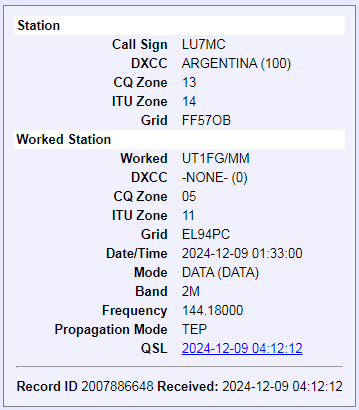 Station
Call Sign LU7MC
DXCC ARGENTINA (100)
CQ Zone 13
ITU Zone 14
Grid FF57OB
Worked Station
Worked UT1FG/MM
DXCC -NONE- (0)
CQ Zone 05
ITU Zone 11
Grid EL94PC
Date/Time 2024-12-09 01:33:00
Mode DATA (DATA)
Band 2M
Frequency 144.18000
Propagation Mode TEP
QSL 2024-12-09 04:12:12
Record ID 2007886648 Received: 2024-12-09 04:12:12